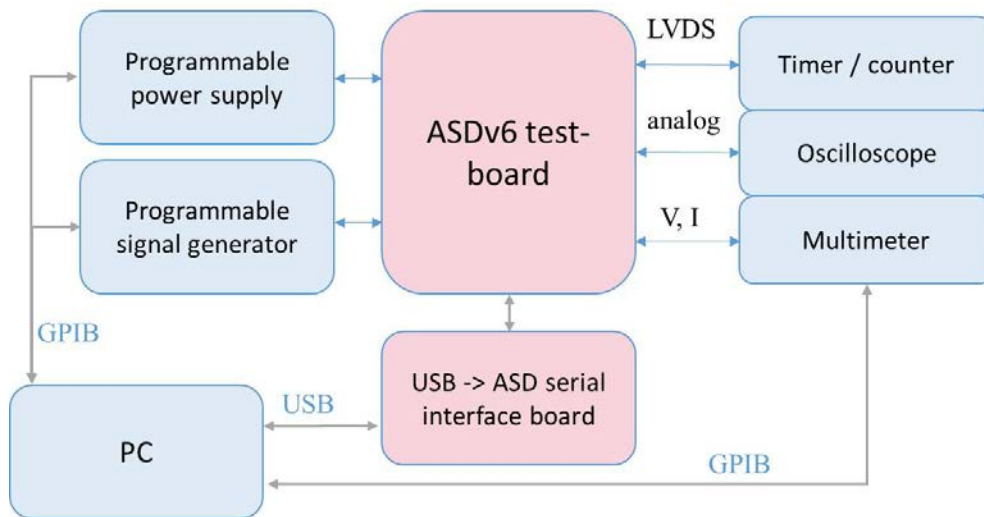 Programmable
power supply
ASDv6 test-
board
LVDS
Timer / counter
analog
Oscilloscope
Programmable
signal generator
V, I
Multimeter
GPIB
USB -> ASD serial
interface board
USB
PC
GPIB